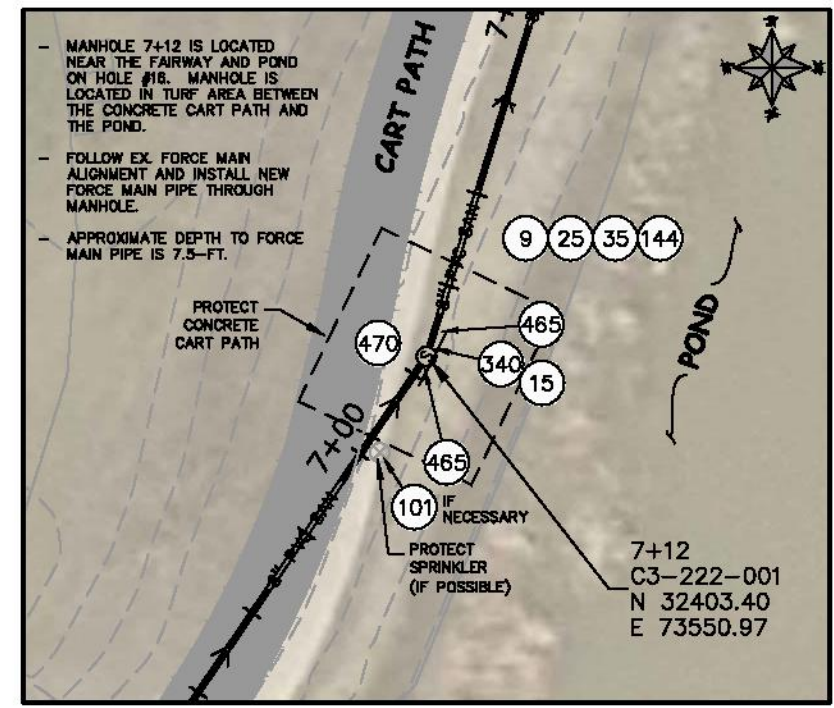 - MANHOLE 7+12 IS LOCATED
NEAR THE FAIRWAY AND POND
ON HOLE #16. MANHOLE IS
LOCATED IN TURF AREA BETWEEN
THE CONCRETE CART PATH AND
THE POND.
- FOLLOW EX. FORCE MAIN
ALIGNMENT AND INSTALL NEW
FORCE MAIN PIPE THROUGH
MANHOLE.
- APPROXIMATE DEPTH TO FORCE
MAIN PIPE IS 7.5-FT.
CART PATH
7+
9 25 35 144
PROTECT
CONCRETE
CART PATH
470
465
340
15
POND
S
7+00
465
101 IF
NECESSARY
PROTECT
SPRINKLER
(IF POSSIBLE)
7+12
C3-222-001
N 32403.40
E 73550.97